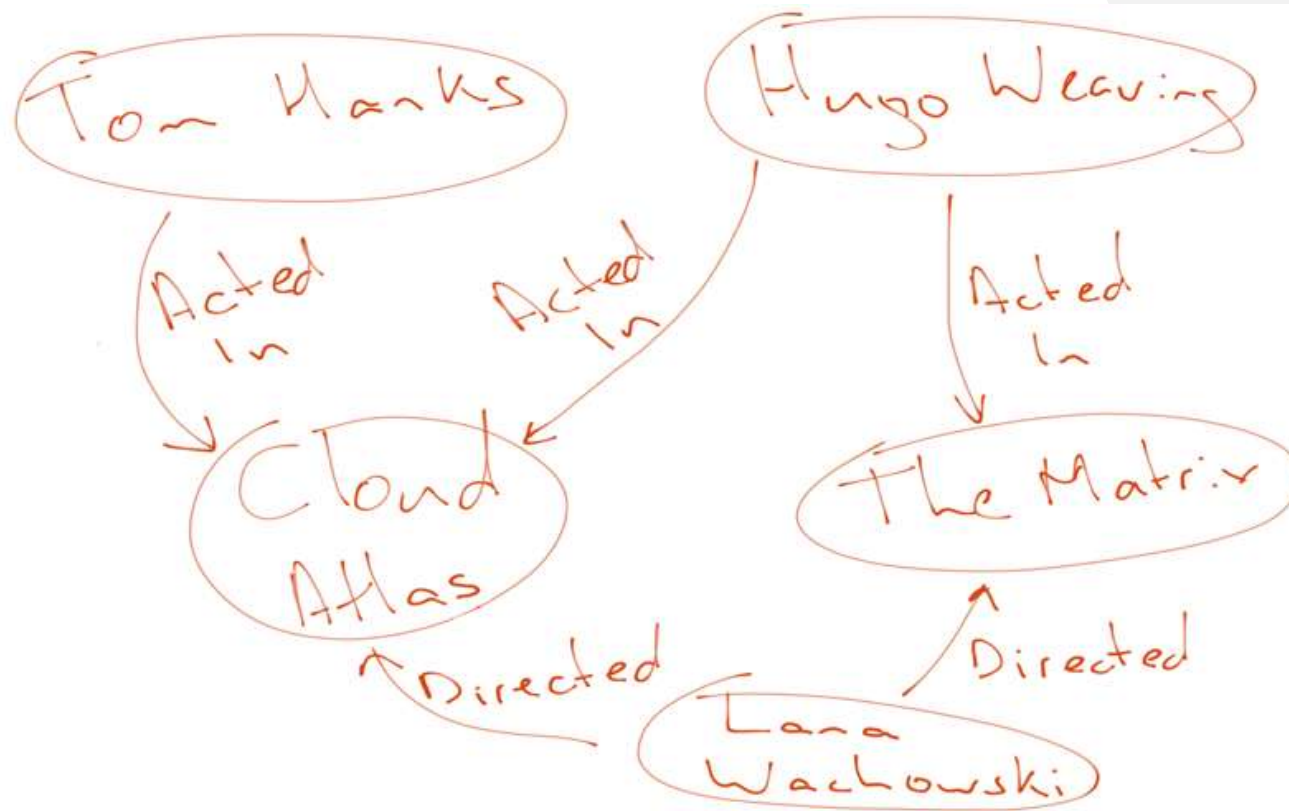 Tom Hanks
Hugo Weaving
Acted
In
Acted
In
Acted
In
Cloud
Atlas
The Matrix
Directed
Directed
Lana
Wachowski